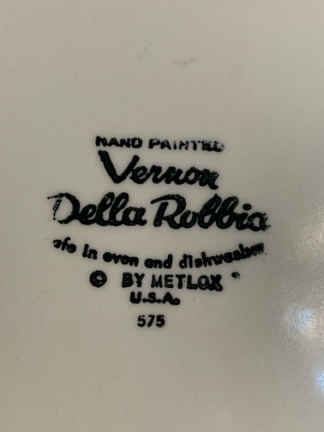 HAND PAINTED
Vernon
Della Robbia
safe in oven and dishwasher
© BY METLOX ®
U.S.A.
575